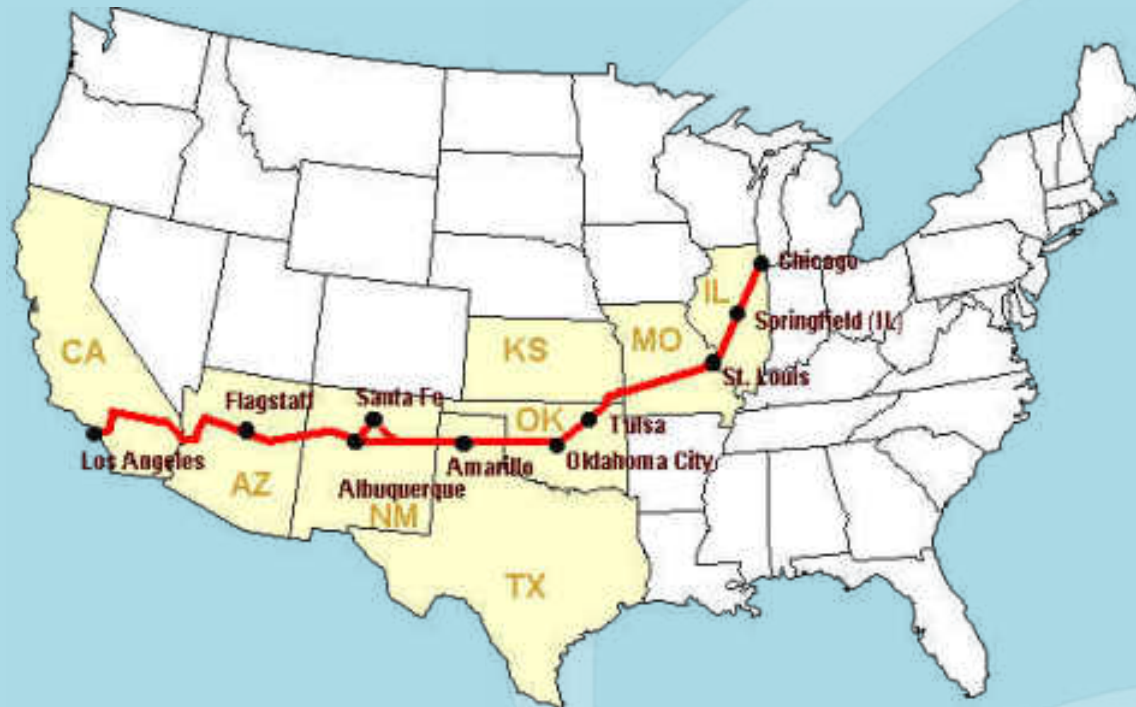 Chicago
IL
Springfield (IL)
MO
KS
CA
St. Louis
Flagstaff
Santa Fe
OK
Tulsa
Los Angeles
Amarillo
Oklahoma City
AZ
Albuquerque
NM
TX